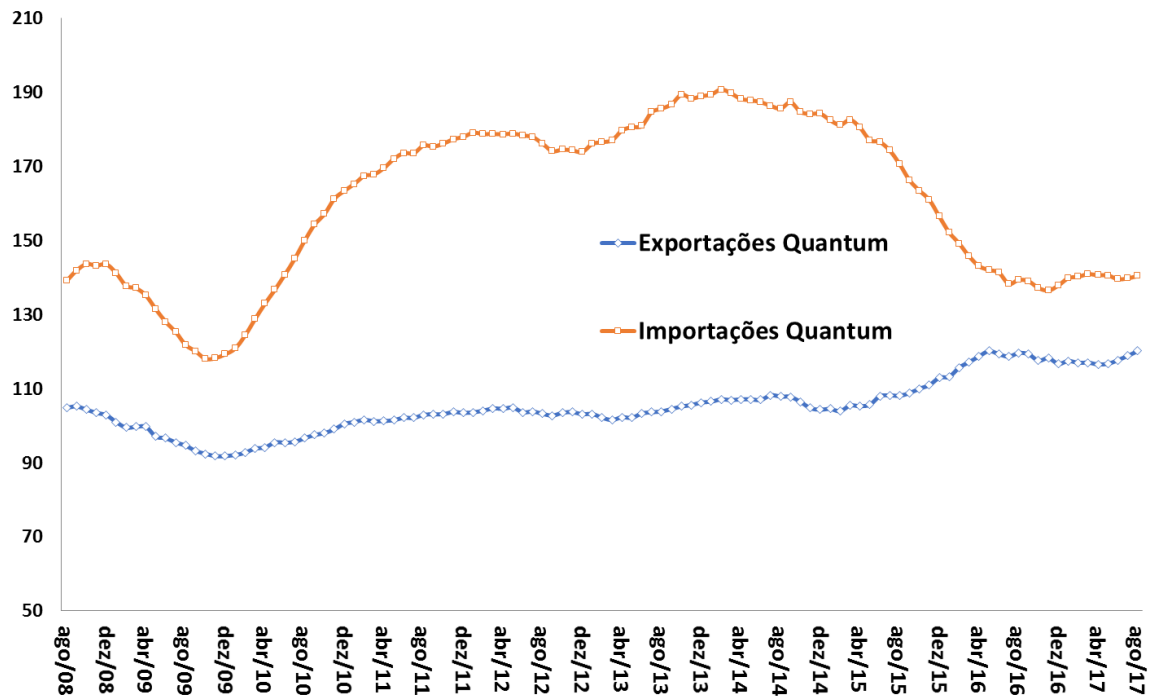 210
190
170
150
130
110
90
70
50
Exportações Quantum
Importações Quantum
ago/08
dez/08
abr/09
ago/09
dez/09
abr/10
ago/10
dez/10
abr/11
ago/11
dez/11
abr/12
ago/12
dez/12
abr/13
ago/13
dez/13
abr/14
ago/14
dez/14
abr/15
ago/15
dez/15
abr/16
ago/16
dez/16
abr/17
ago/17